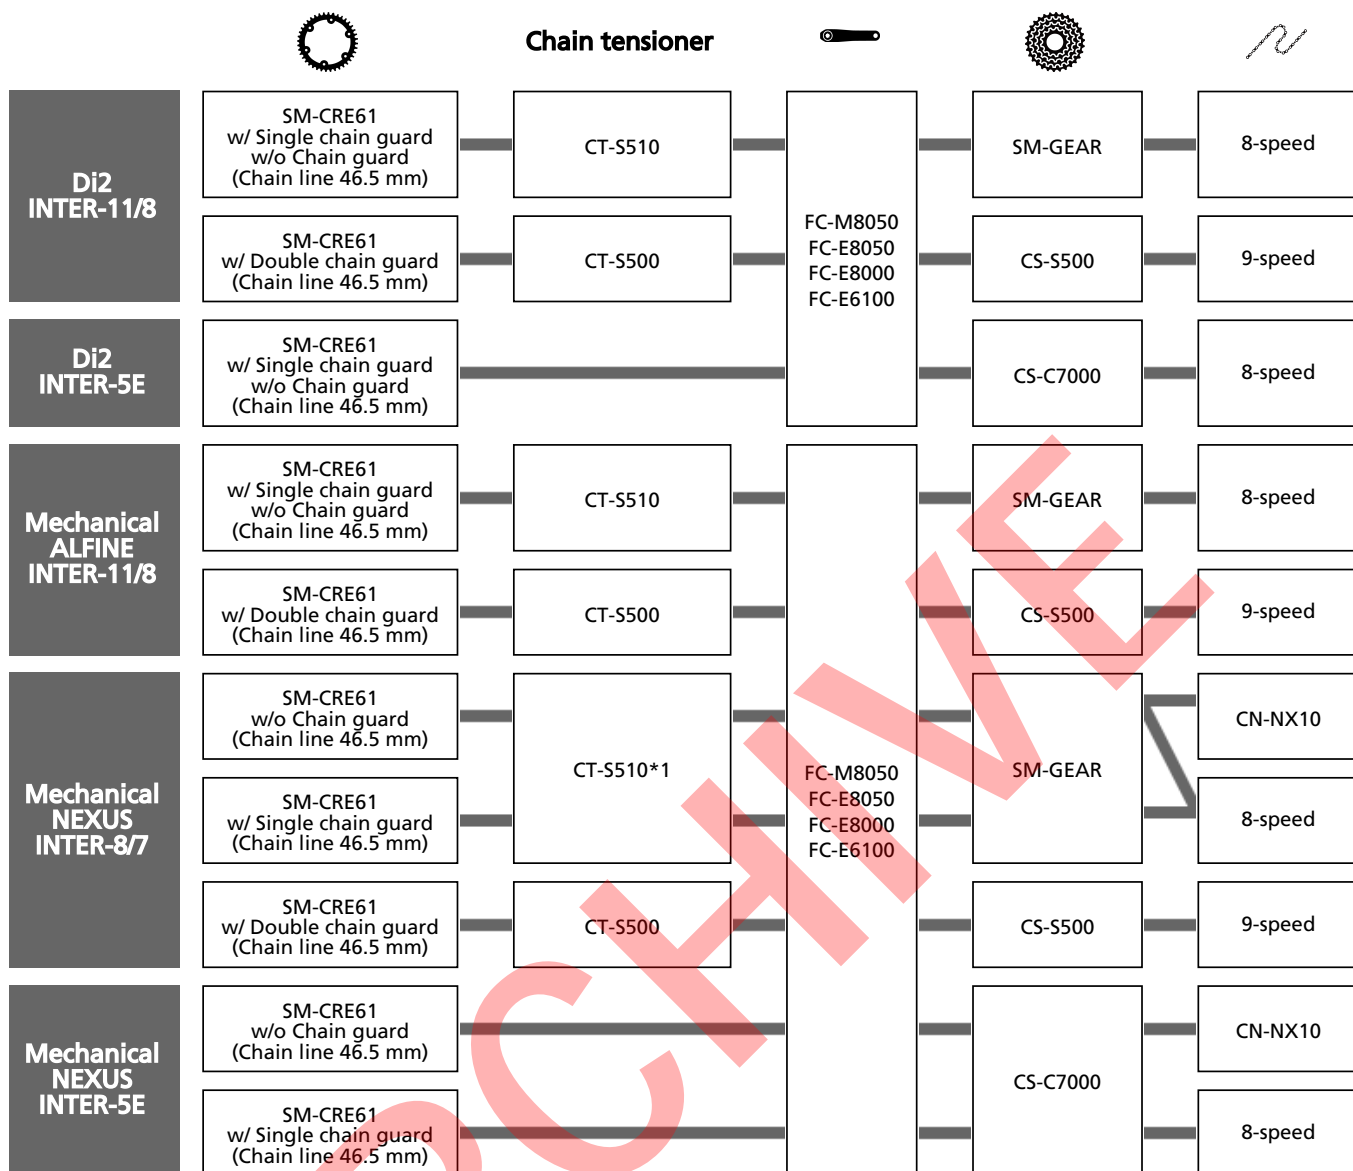 Chain tensioner
Di2
INTER-11/8
SM-CRE61
w/ Single chain guard
w/o Chain guard
(Chain line 46.5 mm)
CT-S510
FC-M8050
FC-E8050
FC-E8000
FC-E6100
SM-GEAR
8-speed
SM-CRE61
w/ Double chain guard
(Chain line 46.5 mm)
CT-S500
CS-S500
9-speed
Di2
INTER-5E
SM-CRE61
w/ Single chain guard
w/o Chain guard
(Chain line 46.5 mm)
CS-C7000
8-speed
Mechanical
ALFINE
INTER-11/8
SM-CRE61
w/ Single chain guard
w/o Chain guard
(Chain line 46.5 mm)
CT-S510
FC-M8050
FC-E8050
FC-E8000
FC-E6100
SM-GEAR
8-speed
SM-CRE61
w/ Double chain guard
(Chain line 46.5 mm)
CT-S500
CS-S500
9-speed
Mechanical
NEXUS
INTER-8/7
SM-CRE61
w/o Chain guard
(Chain line 46.5 mm)
CT-S510*1
SM-GEAR
CN-NX10
SM-CRE61
w/ Single chain guard
(Chain line 46.5 mm)
8-speed
SM-CRE61
w/ Double chain guard
(Chain line 46.5 mm)
CT-S500
CS-S500
9-speed
Mechanical
NEXUS
INTER-5E
SM-CRE61
w/o Chain guard
(Chain line 46.5 mm)
CS-C7000
CN-NX10
SM-CRE61
w/ Single chain guard
(Chain line 46.5 mm)
8-speed
RCHIVE